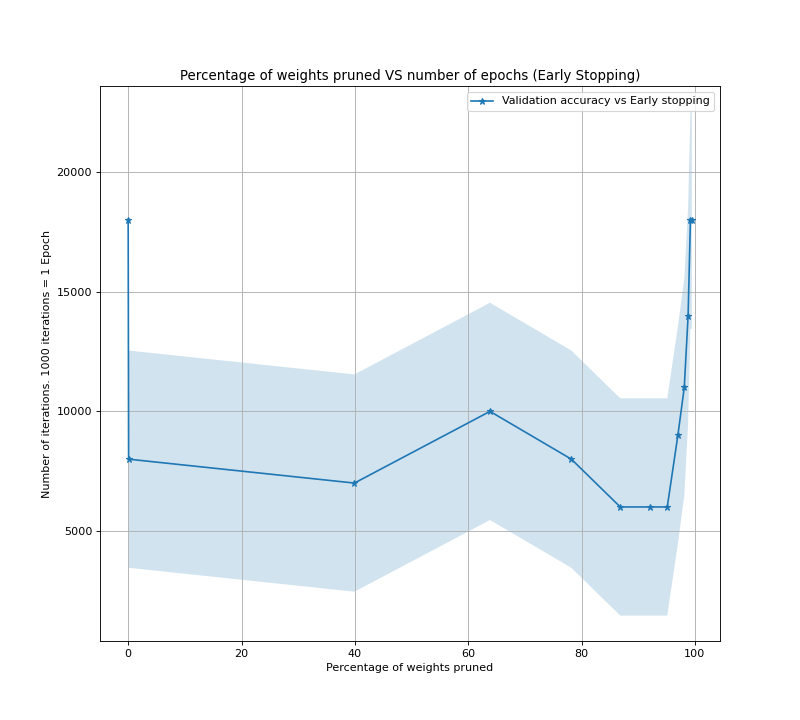 Percentage of weights pruned VS number of epochs (Early Stopping)
Validation accuracy vs Early stopping
Number of iterations. 1000 iterations = 1 Epoch
20000
15000
10000
5000
0 20 40 60 80 100
Percentage of weights pruned